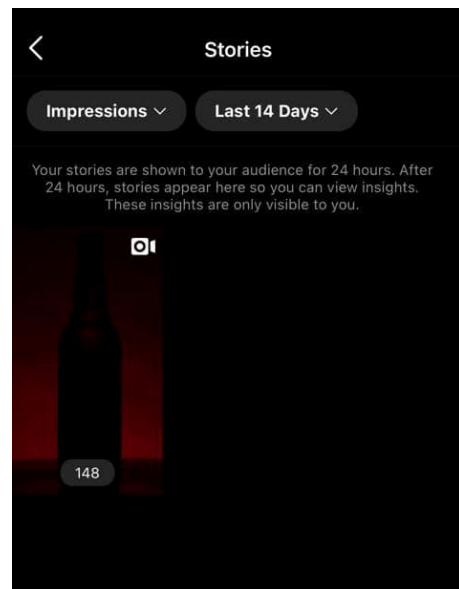 Stories
Impressions
Last 14 Days
Your stories are shown to your audience for 24 hours. After
24 hours, stories appear here so you can view insights.
These insights are only visible to you.
148